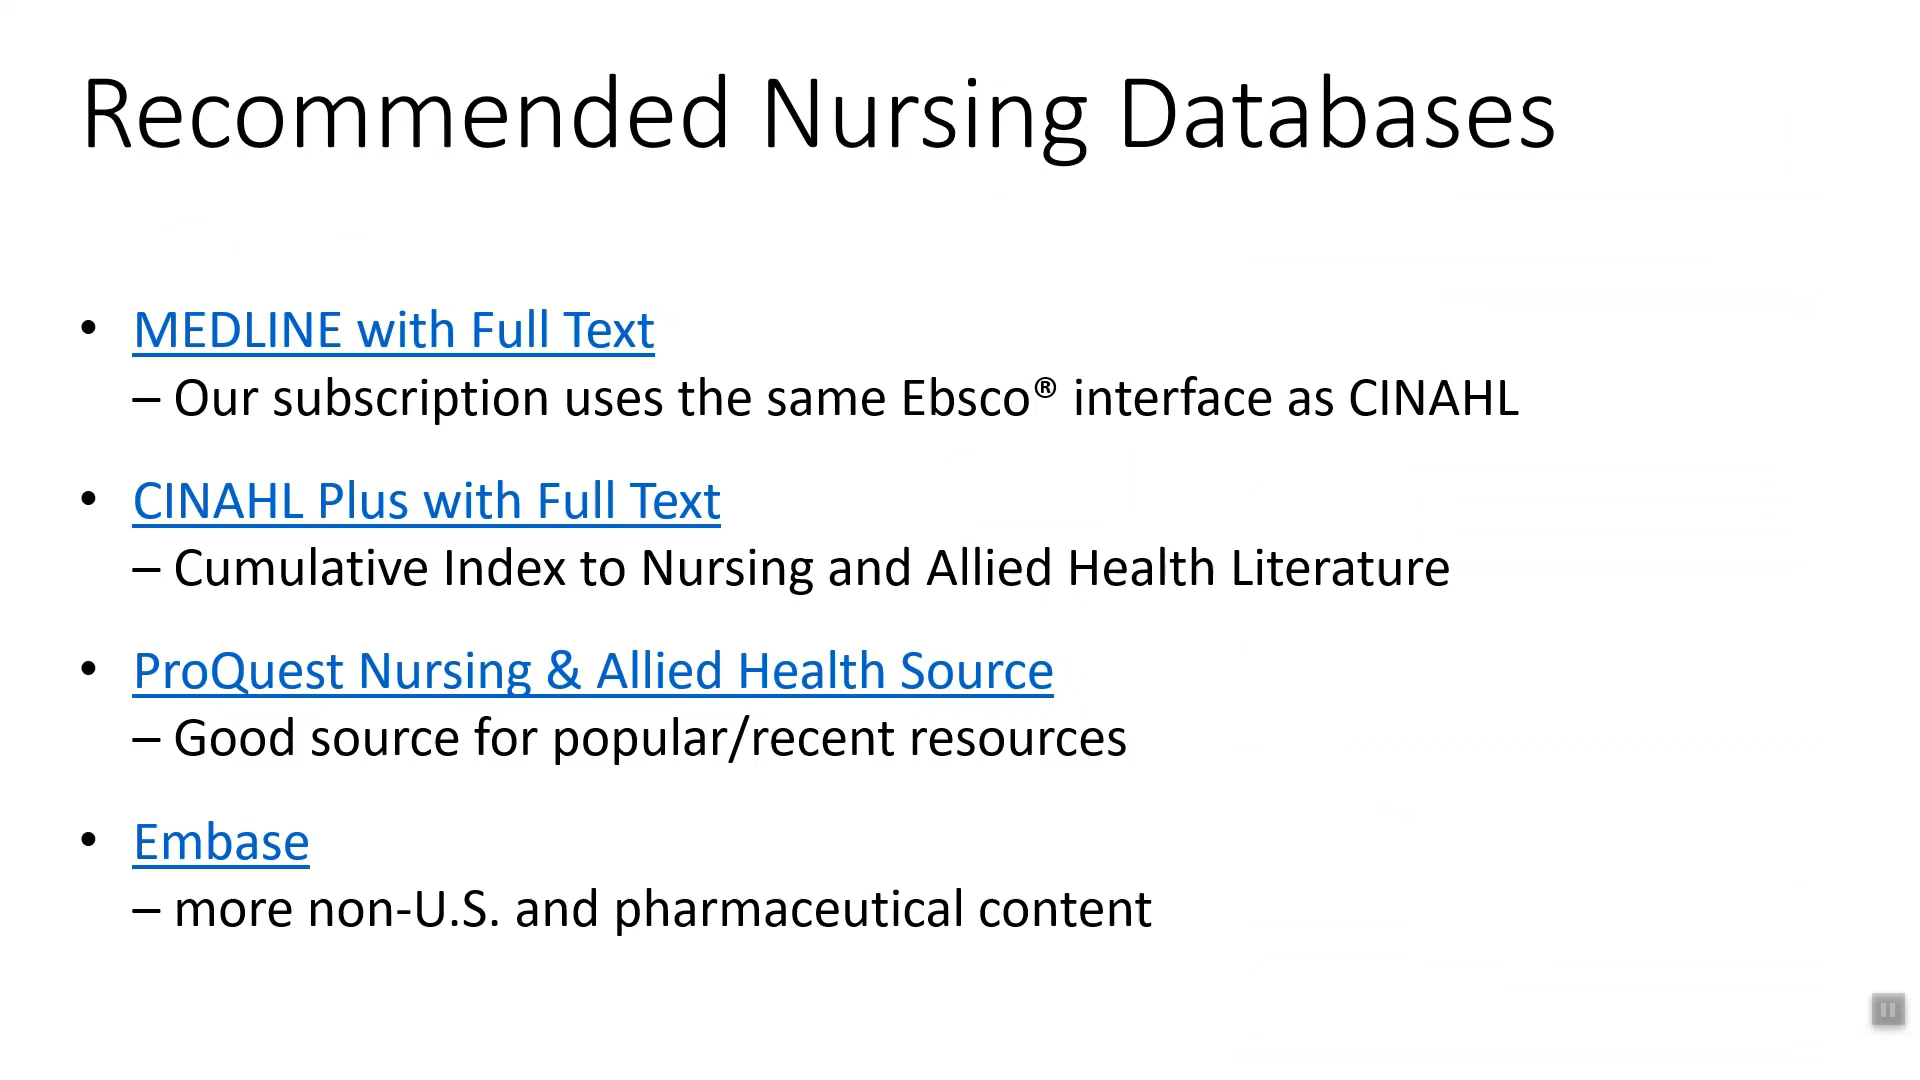 Recommended Nursing Databases
• MEDLINE with Full Text
– Our subscription uses the same Ebsco® interface as CINAHL
• CINAHL Plus with Full Text
– Cumulative Index to Nursing and Allied Health Literature
• ProQuest Nursing & Allied Health Source
– Good source for popular/recent resources
• Embase
– more non-U.S. and pharmaceutical content